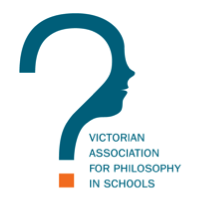 VICTORIAN
ASSOCIATION
FOR PHILOSOPHY
IN SCHOOLS